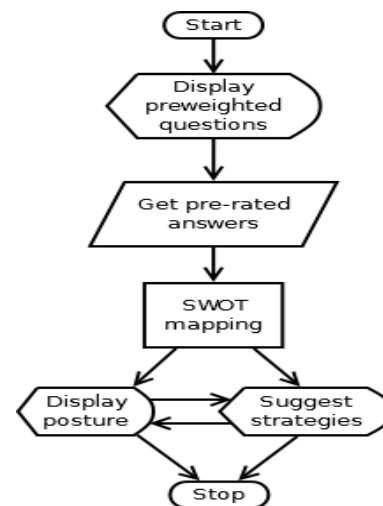 Start
Display
preweighted
questions
Get pre-rated
answers
SWOT
mapping
Display
posture
Suggest
strategies
Stop